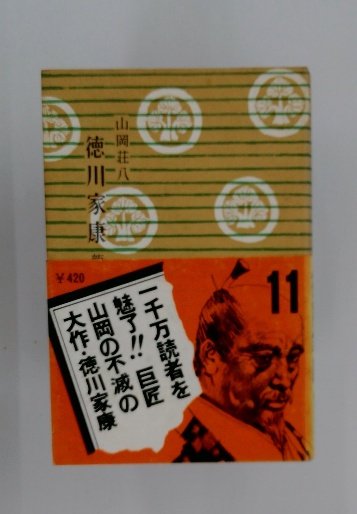 山岡荘八
徳川家康
¥420
11
一千万読者を
魅了!! 巨匠
山岡の不滅の
大作・徳川家康